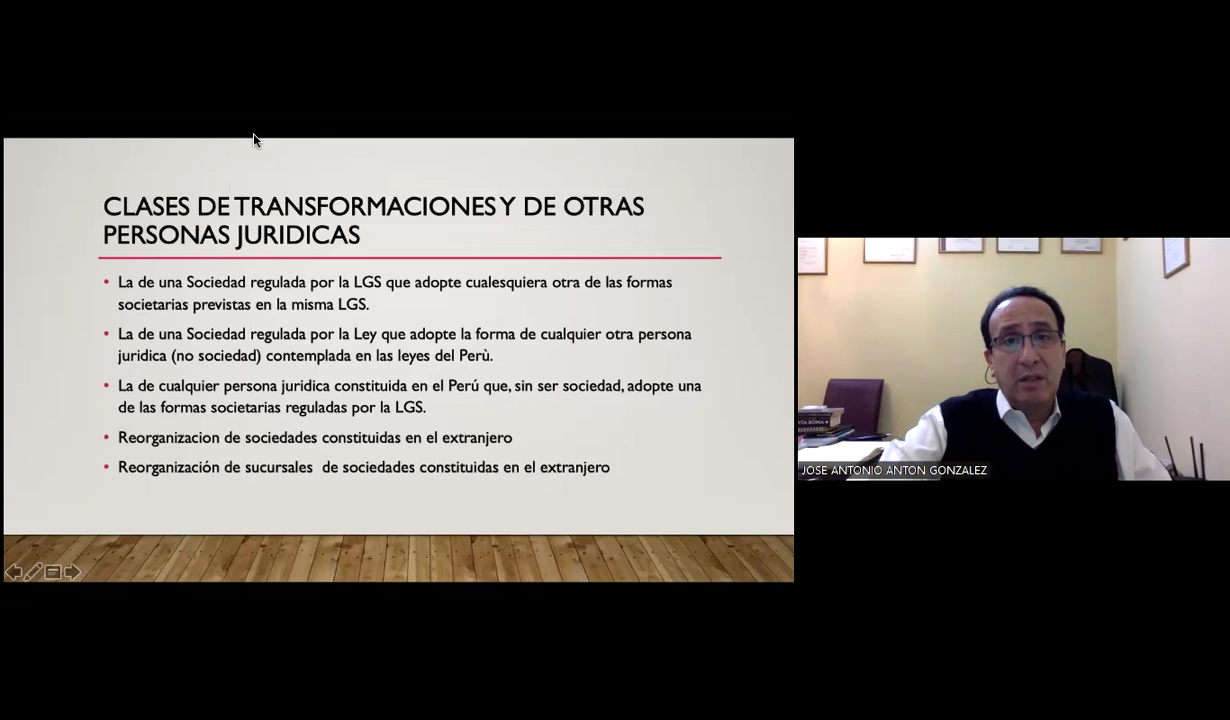 CLASES DE TRANSFORMACIONES Y DE OTRAS
PERSONAS JURIDICAS
• La de una Sociedad regulada por la LGS que adopte cualesquiera otra de las formas
societarias previstas en la misma LGS.
• La de una Sociedad regulada por la Ley que adopte la forma de cualquier otra persona
juridica (no sociedad) contemplada en las leyes del Perù.
• La de cualquier persona juridica constituida en el Perú que, sin ser sociedad, adopte una
de las formas societarias reguladas por la LGS.
• Reorganizacion de sociedades constituidas en el extranjero
• Reorganización de sucursales de sociedades constituidas en el extranjero
JOSE ANTONIO ANTON GONZALEZ